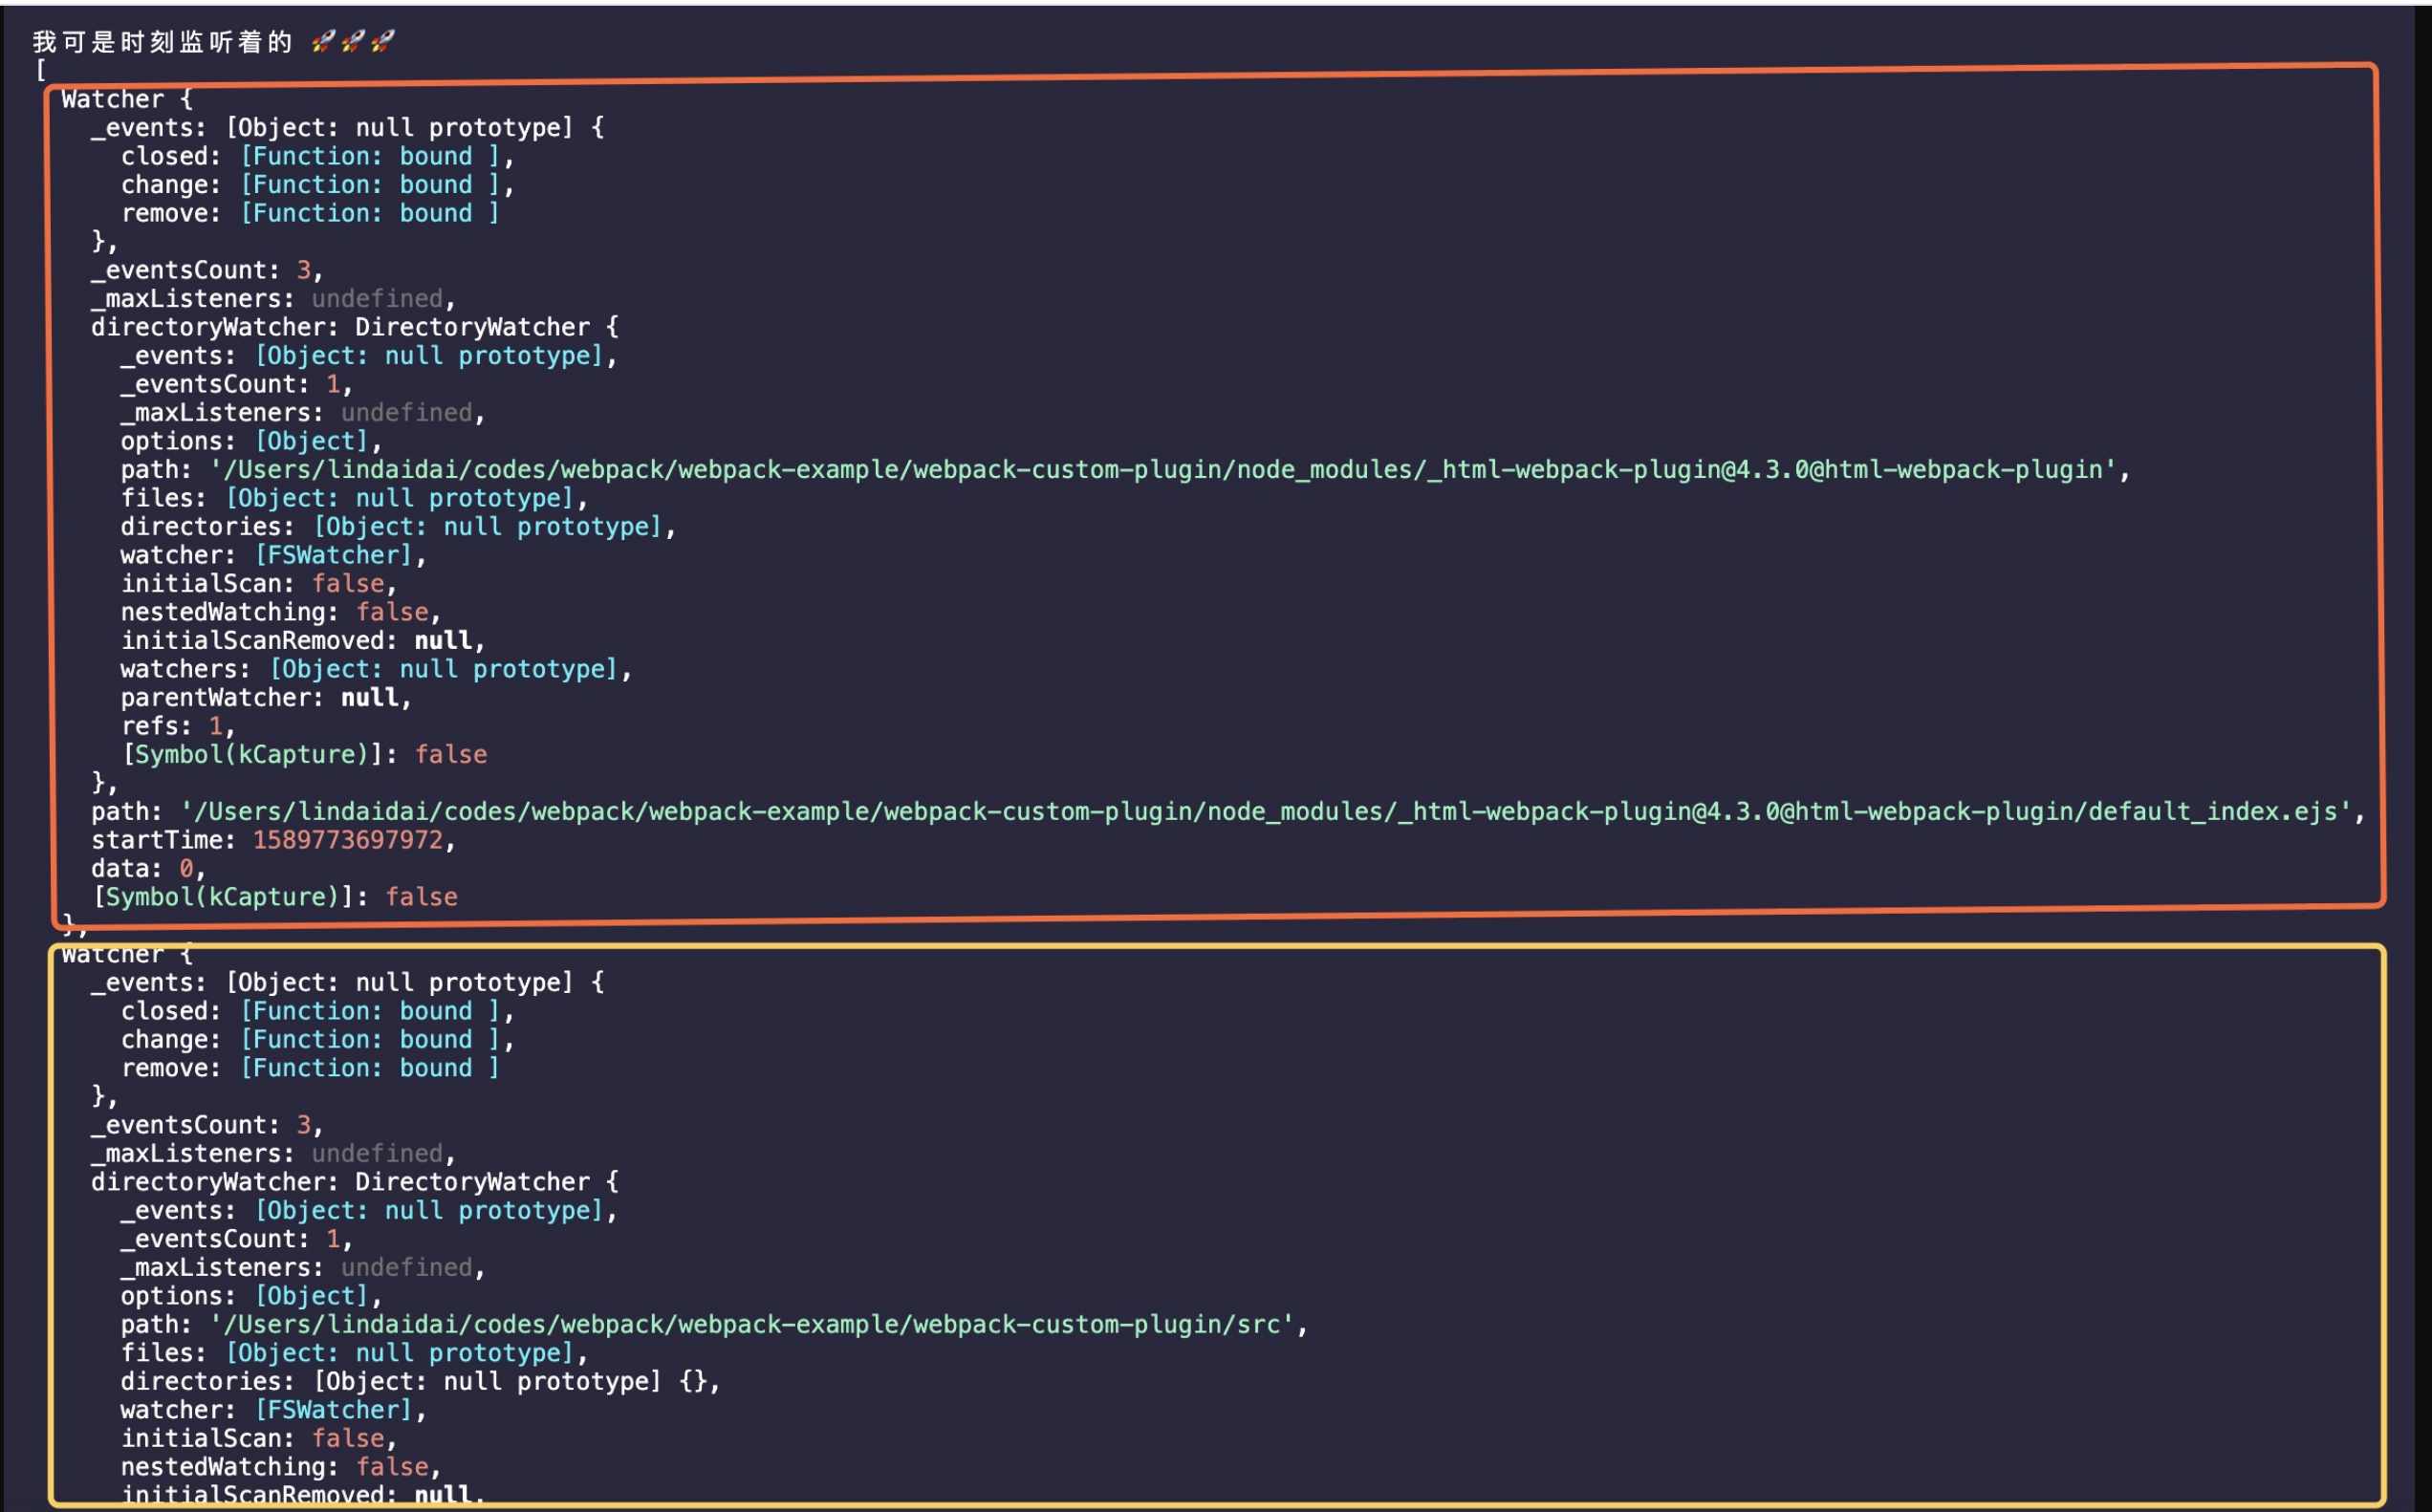 我可是时刻监听着的 🚀🚀🚀
[
Watcher {
_events: [Object: null prototype] {
closed: [Function: bound ],
change: [Function: bound ],
remove: [Function: bound ]
},
_eventsCount: 3,
_maxListeners: undefined,
directoryWatcher: DirectoryWatcher {
_events: [Object: null prototype],
_eventsCount: 1,
_maxListeners: undefined,
options: [Object],
path: '/Users/lindaidai/codes/webpack/webpack-example/webpack-custom-plugin/node_modules/_html-webpack-plugin@4.3.0@html-webpack-plugin',
files: [Object: null prototype],
directories: [Object: null prototype],
watcher: [FSWatcher],
initialScan: false,
nestedWatching: false,
initialScanRemoved: null,
watchers: [Object: null prototype],
parentWatcher: null,
refs: 1,
[Symbol(kCapture)]: false
},
path: '/Users/lindaidai/codes/webpack/webpack-example/webpack-custom-plugin/node_modules/_html-webpack-plugin@4.3.0@html-webpack-plugin/default_index.ejs',
startTime: 1589773697972,
data: 0,
[Symbol(kCapture)]: false
},
Watcher {
_events: [Object: null prototype] {
closed: [Function: bound ],
change: [Function: bound ],
remove: [Function: bound ]
},
_eventsCount: 3,
_maxListeners: undefined,
directoryWatcher: DirectoryWatcher {
_events: [Object: null prototype],
_eventsCount: 1,
_maxListeners: undefined,
options: [Object],
path: '/Users/lindaidai/codes/webpack/webpack-example/webpack-custom-plugin/src',
files: [Object: null prototype],
directories: [Object: null prototype] {},
watcher: [FSWatcher],
initialScan: false,
nestedWatching: false,
initialScanRemoved: null,